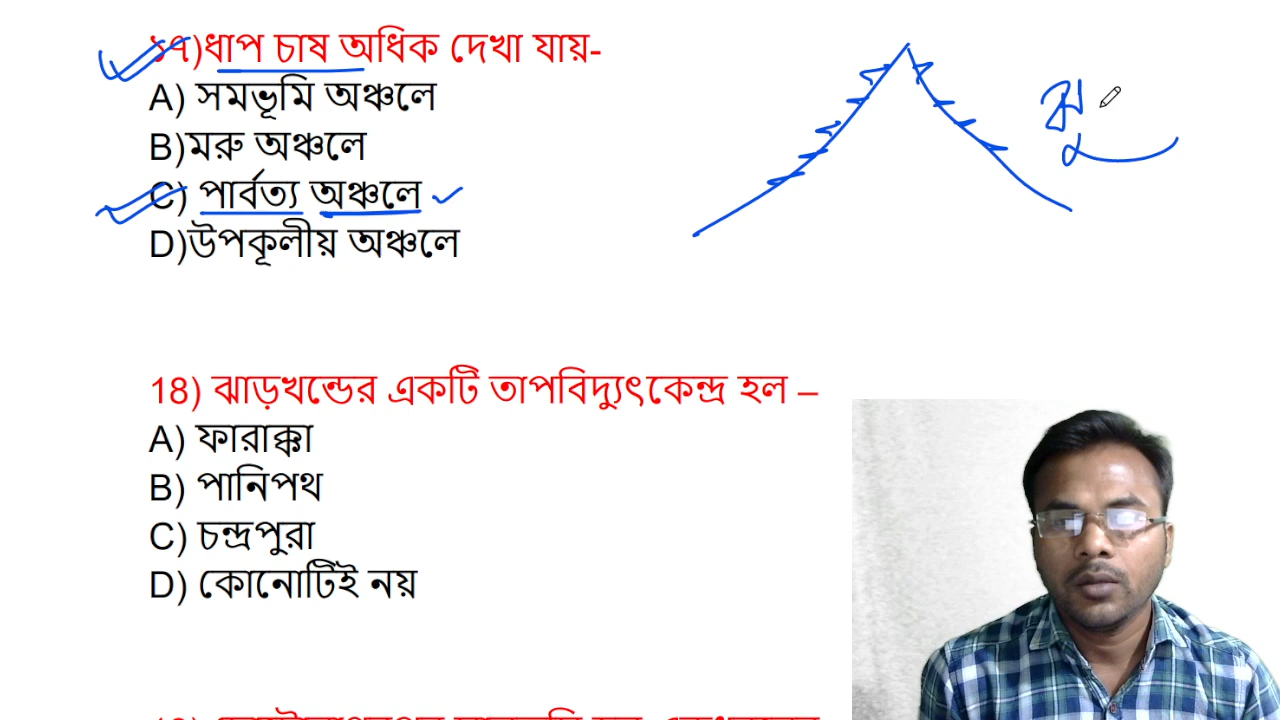 ১৭)ধাপ চাষ অধিক দেখা যায়-
A) সমভূমি অঞ্চলে
B)মরু অঞ্চলে
C) পার্বত্য অঞ্চলে
D)উপকূলীয় অঞ্চলে
18) ঝাড়খন্ডের একটি তাপবিদ্যুৎকেন্দ্র হল –
A) ফারাক্কা
B) পানিপথ
C) চন্দ্রপুরা
D) কোনোটিই নয়